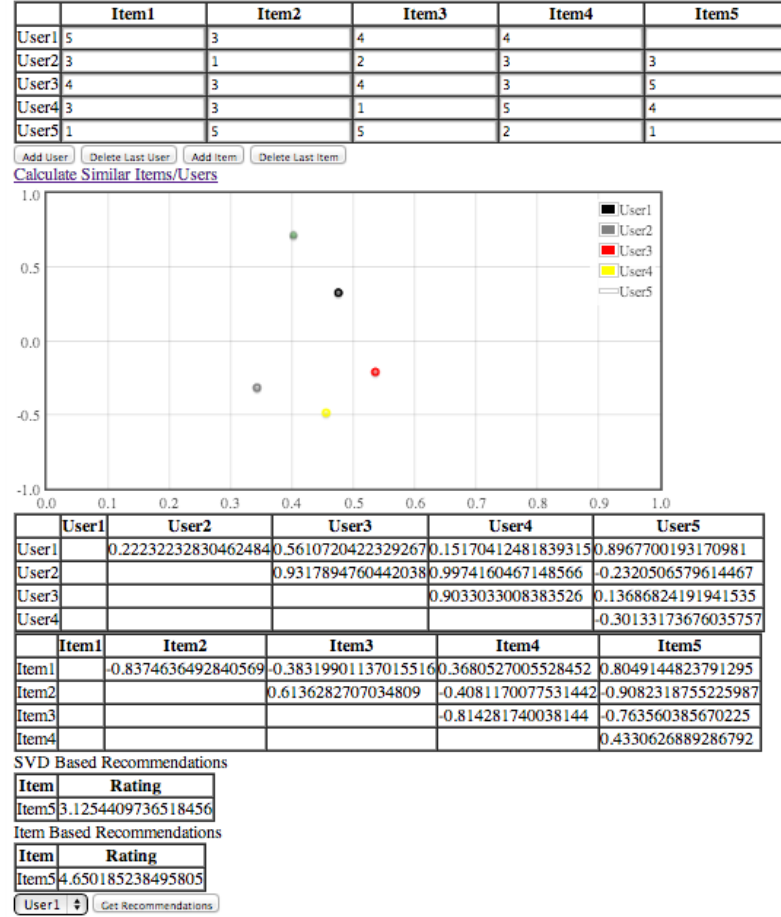 Item1 Item2 Item3 Item4 Item5
User1 5 3 4 4
User2 3 1 2 3 3
User3 4 3 4 3 5
User4 3 3 1 5 4
User5 1 5 5 2 1
Add User Delete Last User Add Item Delete Last Item
Calculate Similar Items/Users
1.0
0.5
0.0
-0.5
-1.0
User1
User2
User3
User4
User5
0.0 0.1 0.2 0.3 0.4 0.5 0.6 0.7 0.8 0.9 1.0
User1 User2 User3 User4 User5
User1 0.22232232830462484 0.5610720422329267 0.15170412481839315 0.8967700193170981
User2 0.9317894760442038 0.9974160467148566 -0.2320506579614467
User3 0.9033033008383526 0.13686824191941535
User4 -0.30133173676035757
Item1 Item2 Item3 Item4 Item5
Item1 -0.8374636492840569 -0.38319901137015516 0.3680527005528452 0.8049144823791295
Item2 0.6136282707034809 -0.4081170077531442 -0.9082318755225987
Item3 -0.814281740038144 -0.763560385670225
Item4 0.4330626889286792
SVD Based Recommendations
Item Rating
Item5 3.1254409736518456
Item Based Recommendations
Item Rating
Item5 4.650185238495805
User1 Get Recommendations